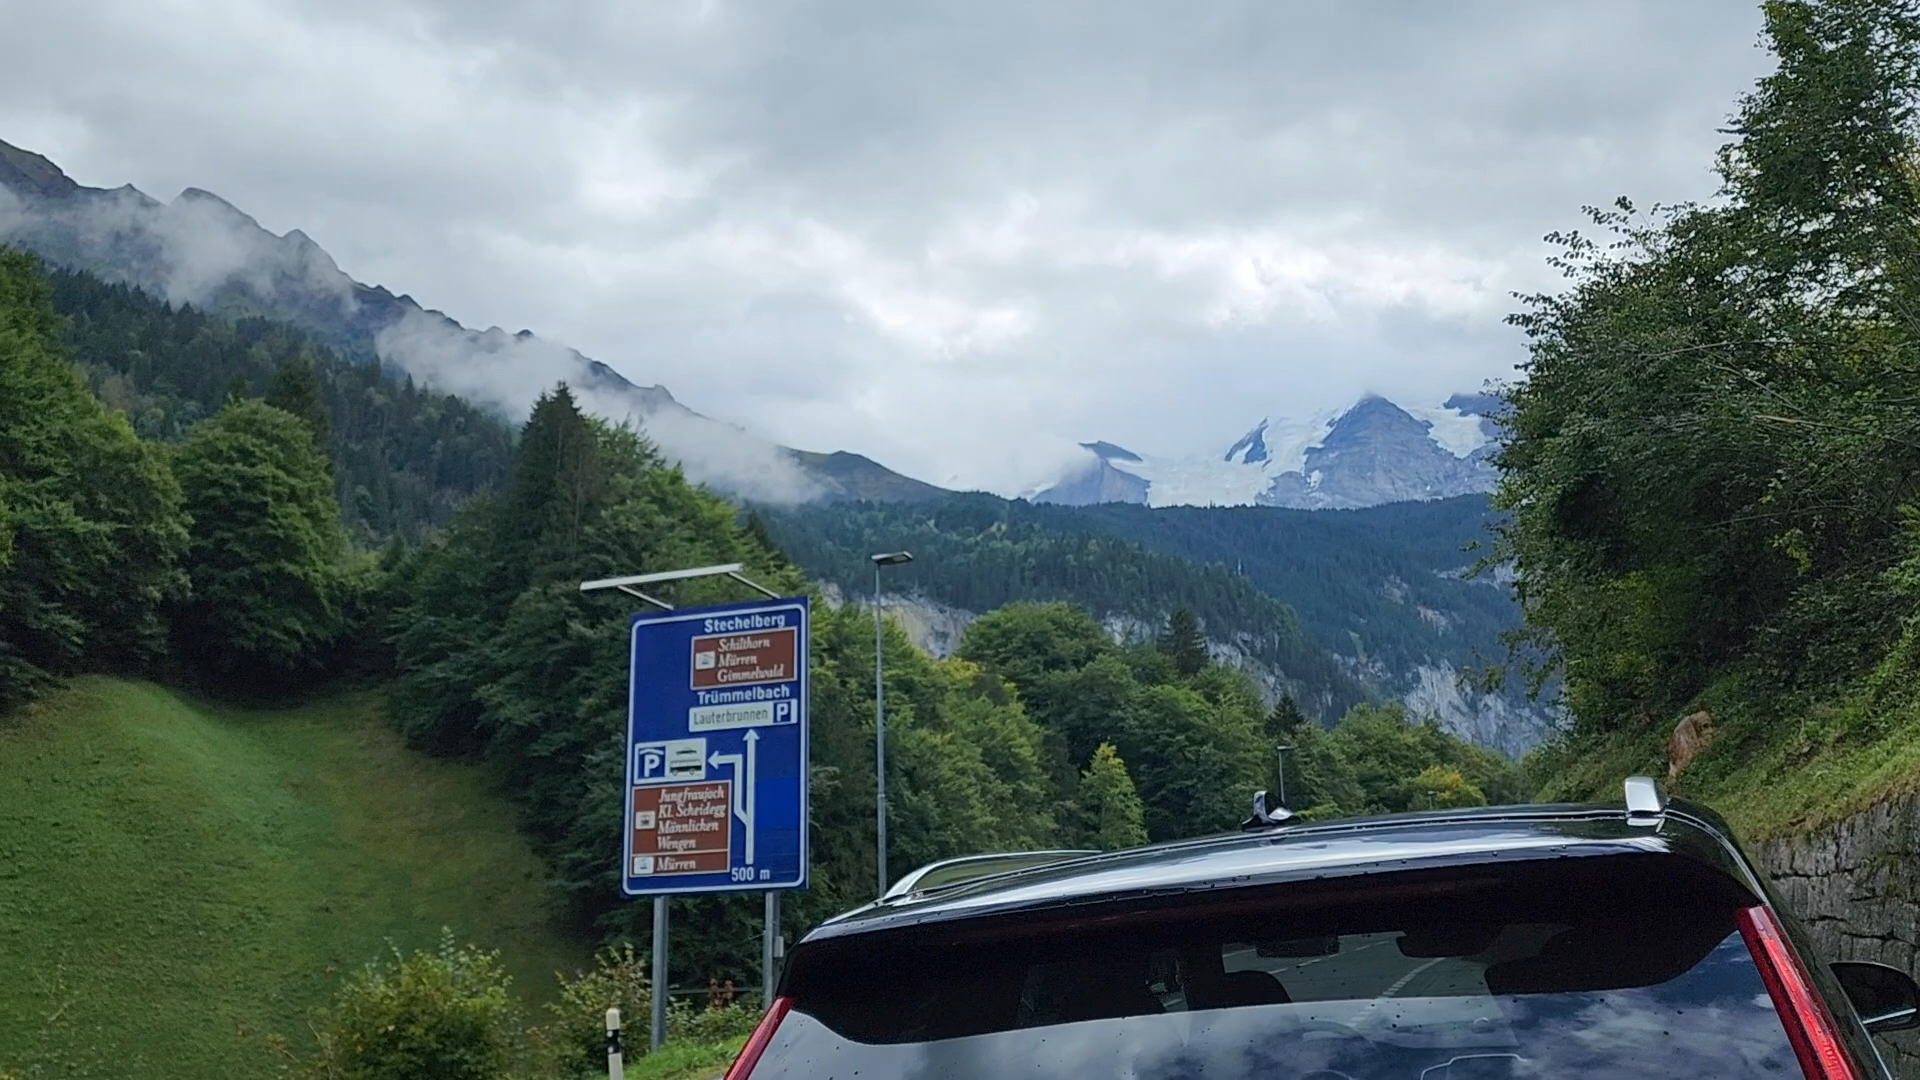 Stechelberg
Schilthorn
Mürren
Gimmelwald
Trümmelbach
Lauterbrunnen P
P
Jungfraujoch
Kl. Scheidegg
Männlichen
Wengen
Mürren
500 m